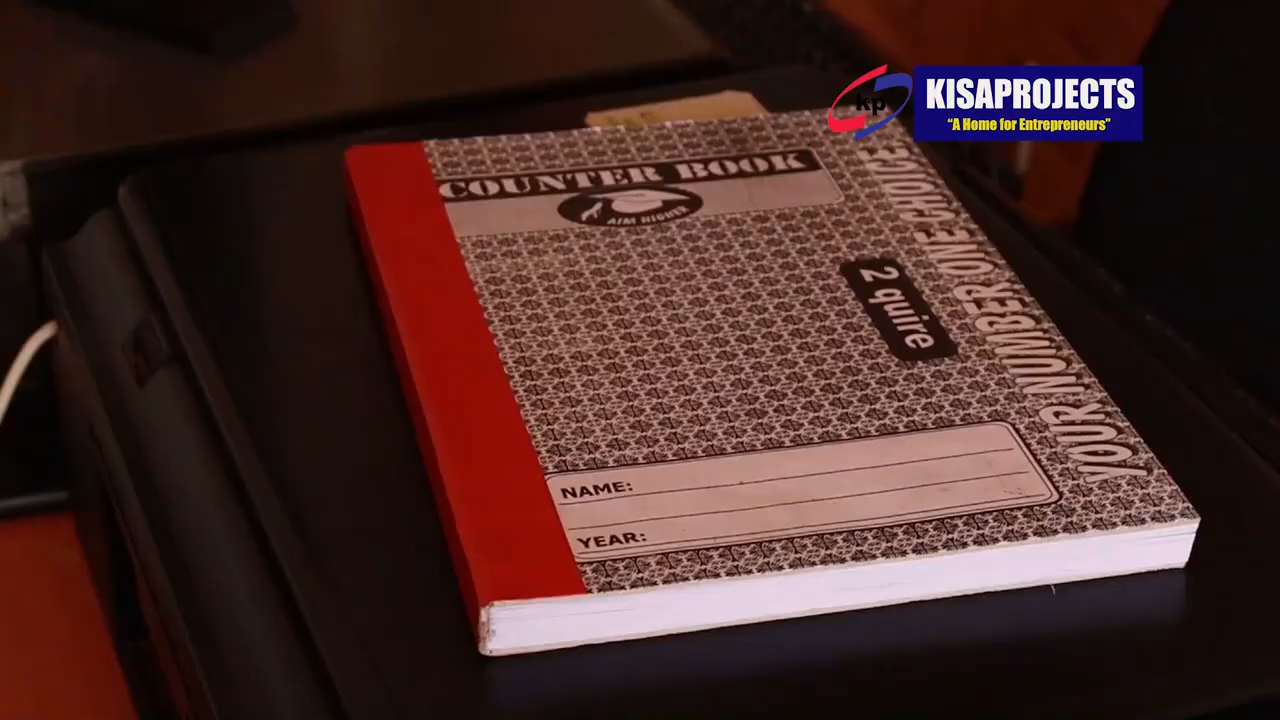 kp
KISAPROJECTS
“A Home for Entrepreneurs”
COUNTER BOOK
AIM HIGHER
2 quire
YOUR NUMBER ONE CHOICE
NAME:
YEAR: